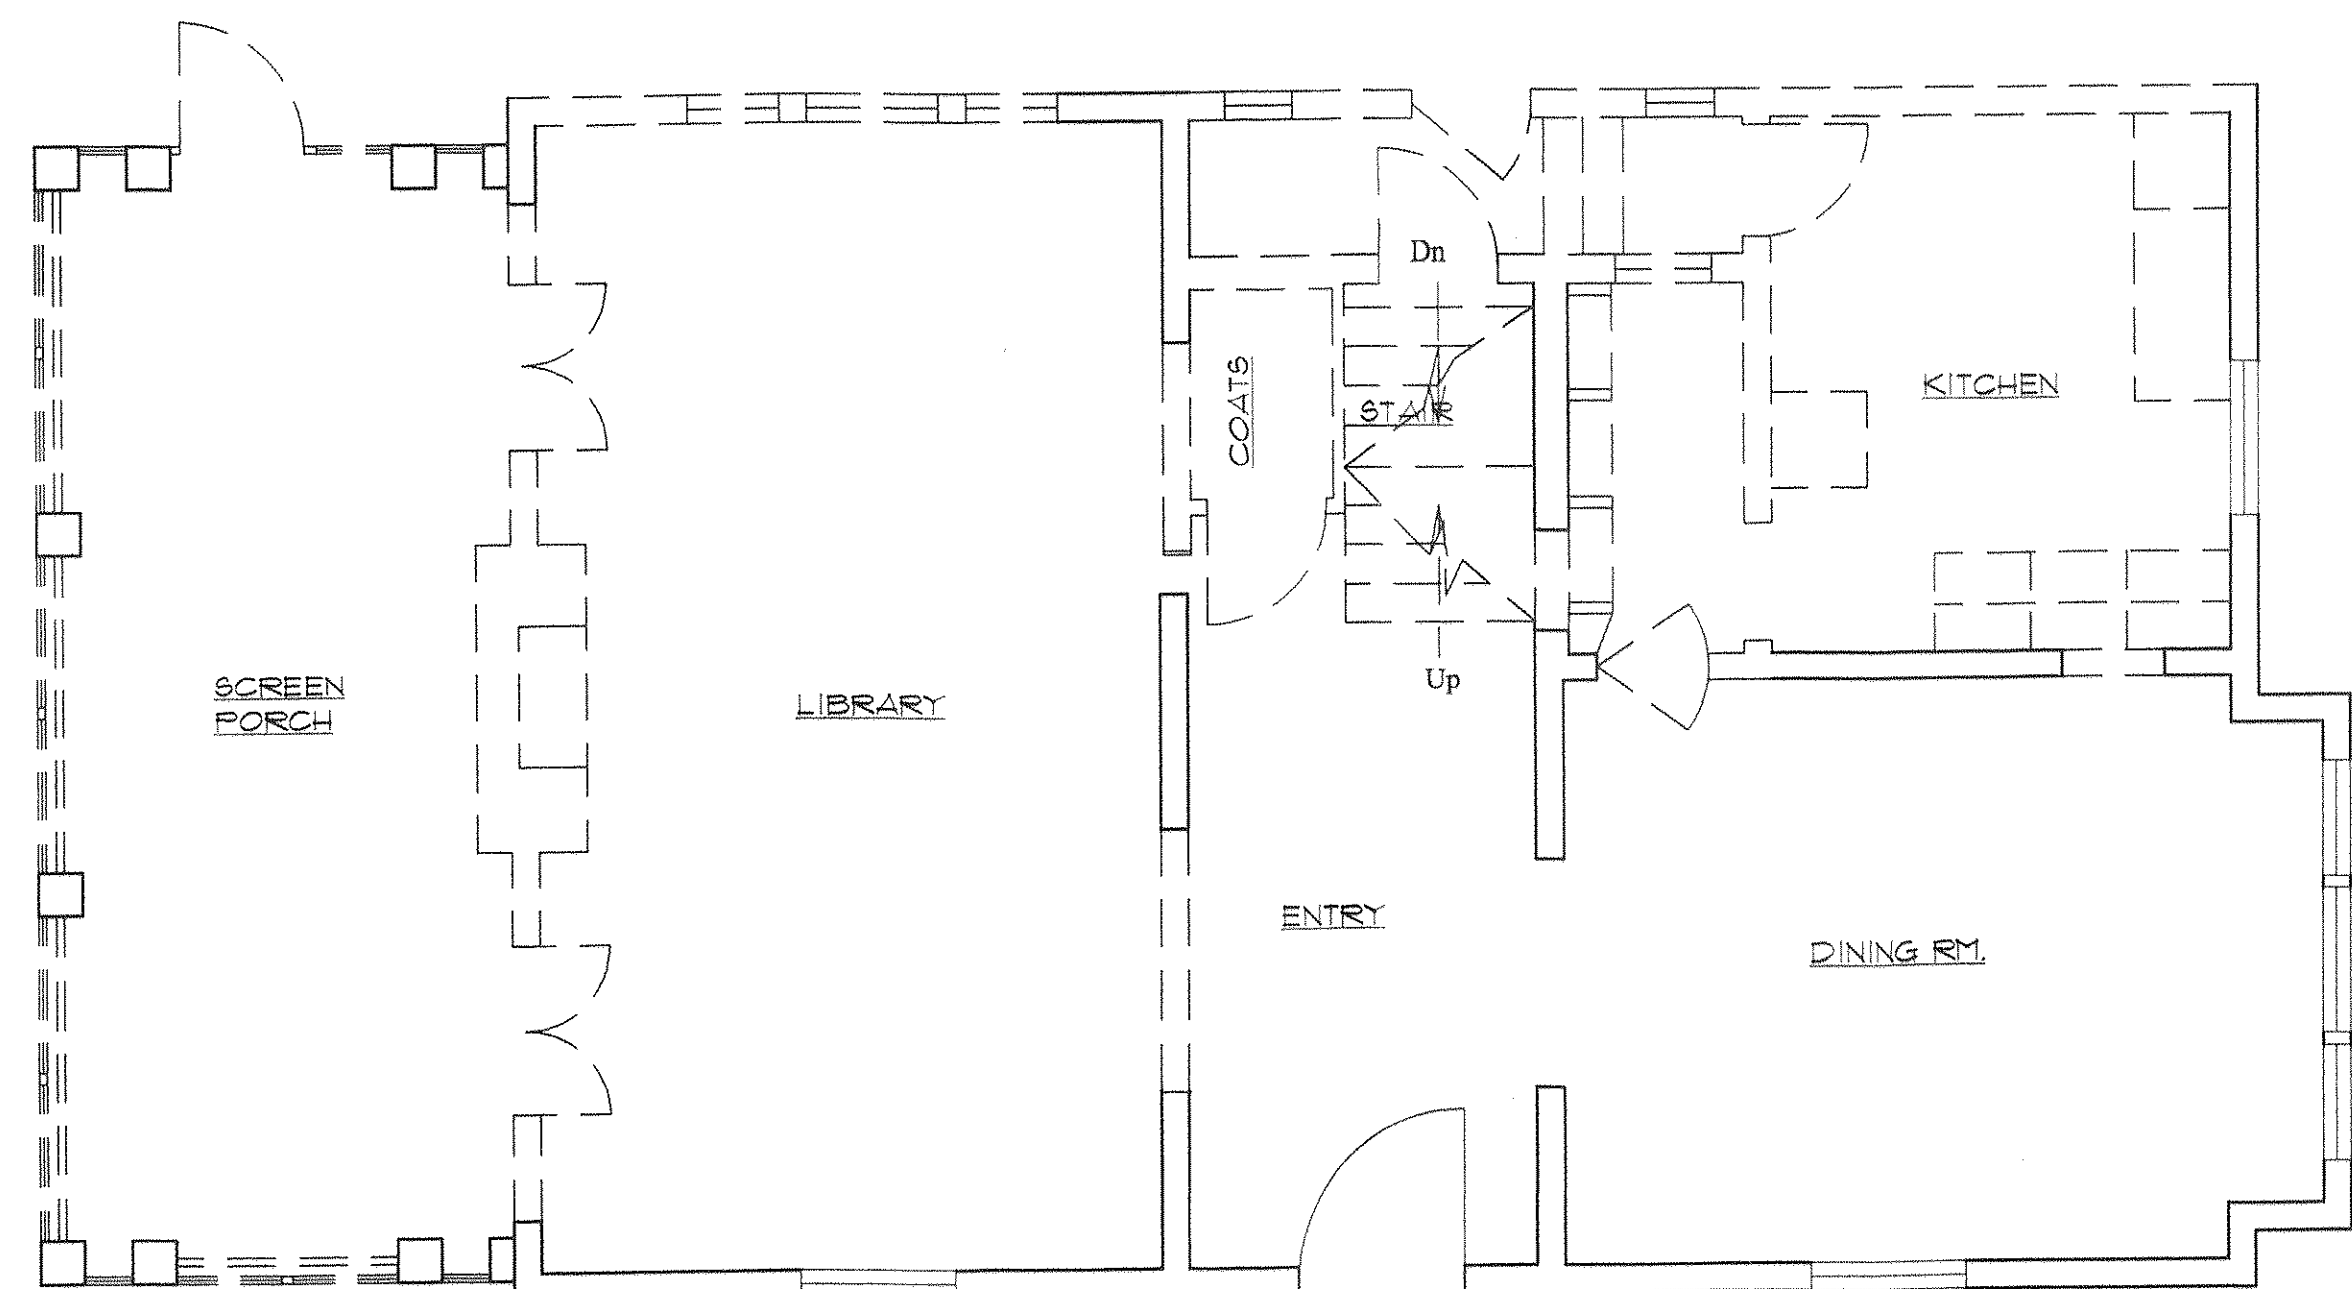 Dn
COATS
STAIR
KITCHEN
SCREEN
PORCH
LIBRARY
Up
ENTRY
DINING RM.